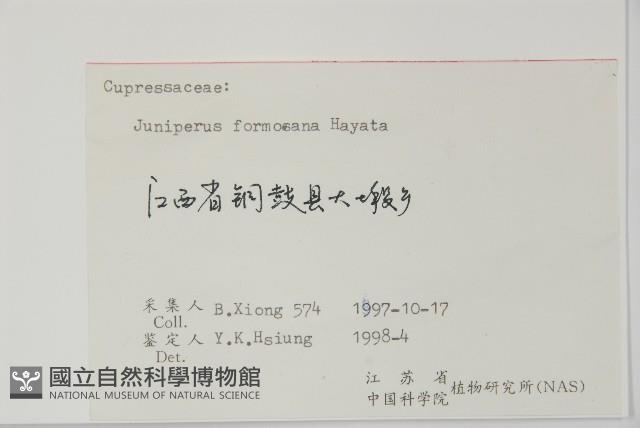 Cupressaceae:
Juniperus formosana Hayata
江西省铜鼓县大塅乡
采集人 B.Xiong 574 1997-10-17
Coll.
鉴定人 Y.K.Hsiung 1998-4
Det.
江苏省
中国科学院 植物研究所(NAS)
國立自然科學博物館
NATIONAL MUSEUM OF NATURAL SCIENCE